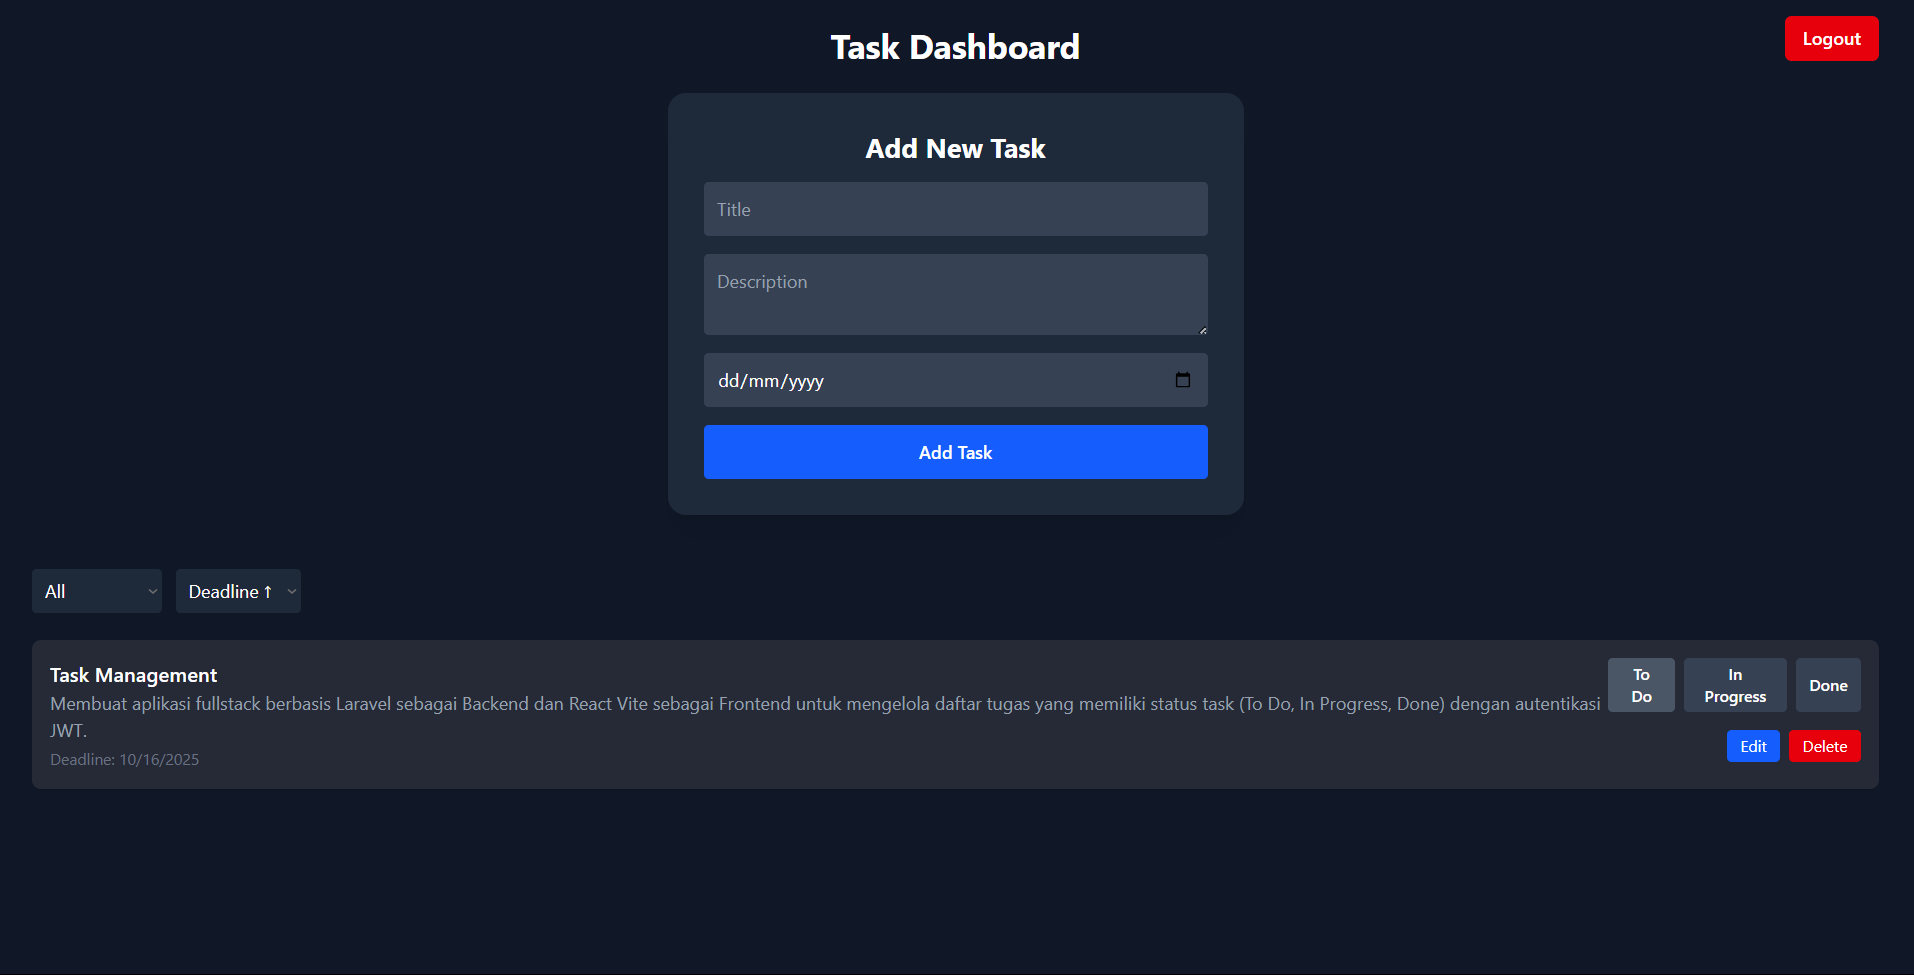 Task Dashboard
Logout
Add New Task
Title
Description
dd/mm/yyyy
Add Task
All
Deadline ↑
Task Management
Membuat aplikasi fullstack berbasis Laravel sebagai Backend dan React Vite sebagai Frontend untuk mengelola daftar tugas yang memiliki status task (To Do, In Progress, Done) dengan autentikasi
JWT.
Deadline: 10/16/2025
To
Do
In
Progress
Done
Edit
Delete